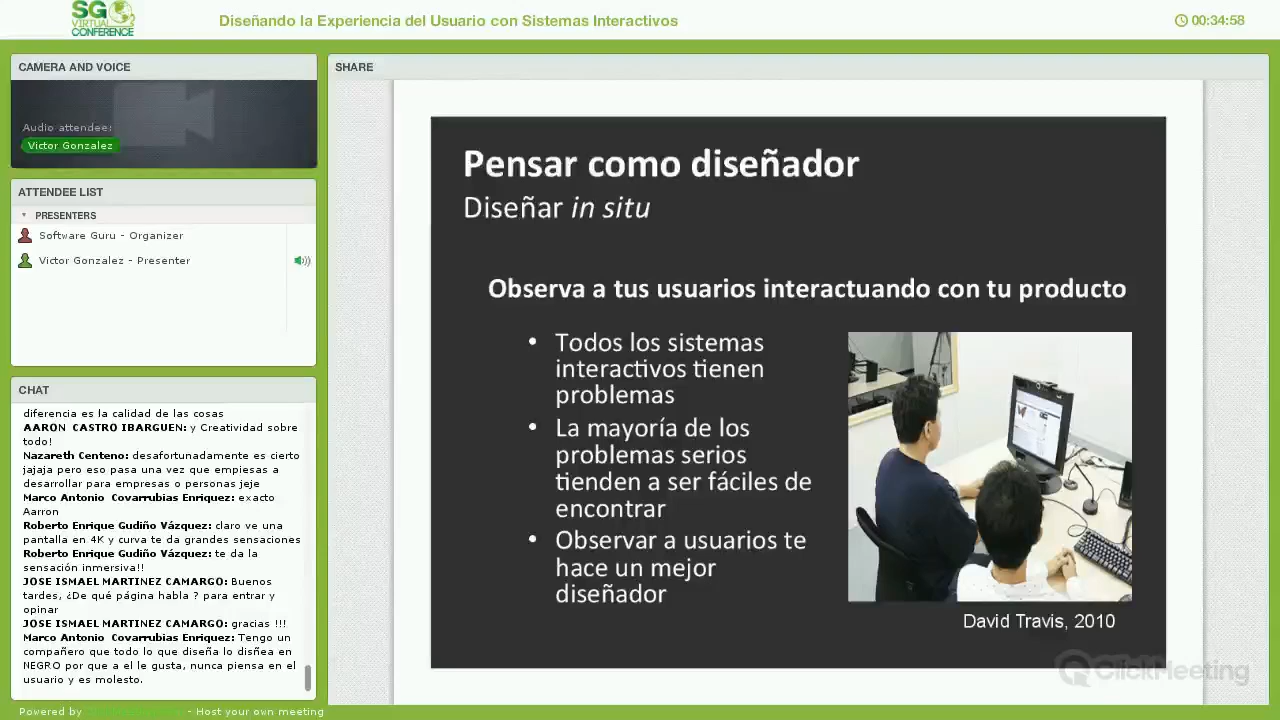 SG
VIRTUAL
CONFERENCE
Diseñando la Experiencia del Usuario con Sistemas Interactivos
00:34:58
CAMERA AND VOICE
Audio attendee:
Victor Gonzalez
ATTENDEE LIST
PRESENTERS
Software Guru - Organizer
Victor Gonzalez - Presenter
CHAT
diferencia es la calidad de las cosas
AARON CASTRO IBARGUEN: y Creatividad sobre
todo!
Nazareth Centeno: desafortunadamente es cierto
jajaja pero eso pasa una vez que empiesas a
desarrollar para empresas o personas jeje
Marco Antonio Covarrubias Enriquez: exacto
Aarron
Roberto Enrique Gudiño Vázquez: claro ve una
pantalla en 4K y curva te da grandes sensaciones
Roberto Enrique Gudiño Vázquez: te da la
sensación inmersiva!!
JOSE ISMAEL MARTINEZ CAMARGO: Buenos
tardes, ¿De qué página habla ? para entrar y
opinar
JOSE ISMAEL MARTINEZ CAMARGO: gracias !!!
Marco Antonio Covarrubias Enriquez: Tengo un
compañero que todo lo que diseña lo disñea en
NEGRO por que a el le gusta, nunca piensa en el
usuario y es molesto.
Powered by
- Host your own meeting
SHARE
Pensar como diseñador
Diseñar in situ
Observa a tus usuarios interactuando con tu producto
• Todos los sistemas
interactivos tienen
problemas
• La mayoría de los
problemas serios
tienden a ser fáciles de
encontrar
• Observar a usuarios te
hace un mejor
diseñador
David Travis, 2010
ClickMeeting